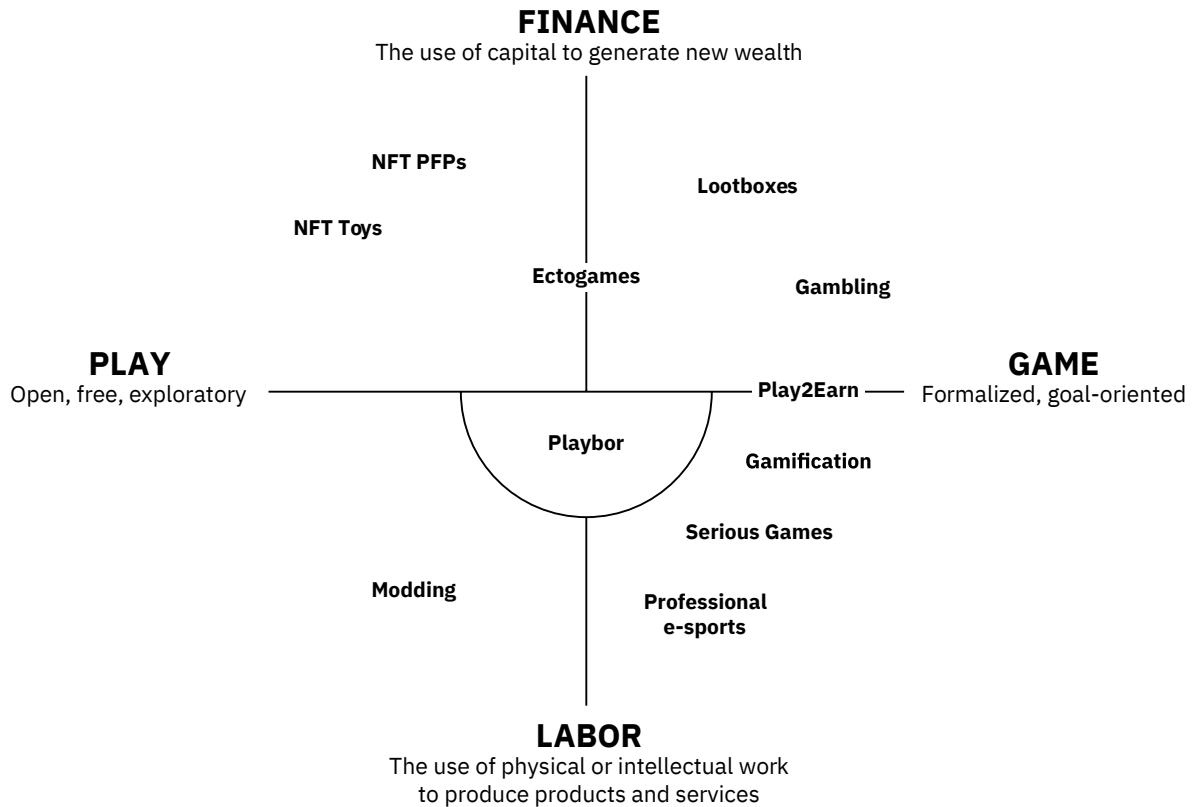 FINANCE
The use of capital to generate new wealth
NFT PFPs
Lootboxes
NFT Toys
Ectogames
Gambling
PLAY
Open, free, exploratory
GAME
Formalized, goal-oriented
Play2Earn
Playbor
Gamification
Serious Games
Modding
Professional
e-sports
LABOR
The use of physical or intellectual work
to produce products and services